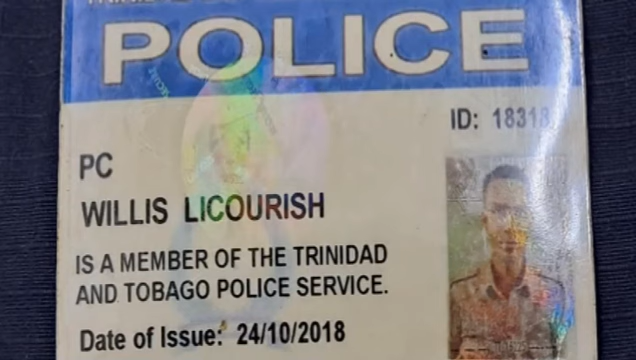 POLICE
ID: 18318
PC
WILLIS LICOURISH
IS A MEMBER OF THE TRINIDAD
AND TOBAGO POLICE SERVICE.
Date of Issue: 24/10/2018